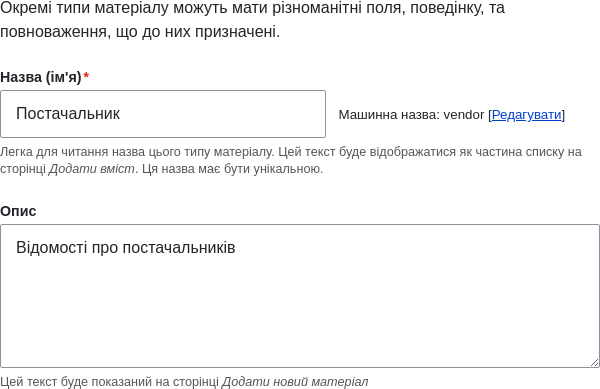 Окремі типи матеріалу можуть мати різноманітні поля, поведінку, та
повноваження, що до них призначені.
Назва (ім'я)*
Постачальник
Машинна назва: vendor [Редагувати]
Легка для читання назва цього типу матеріалу. Цей текст буде відображатися як частина списку на
сторінці Додати вміст. Ця назва має бути унікальною.
Опис
Відомості про постачальників
Цей текст буде показаний на сторінці Додати новий матеріал